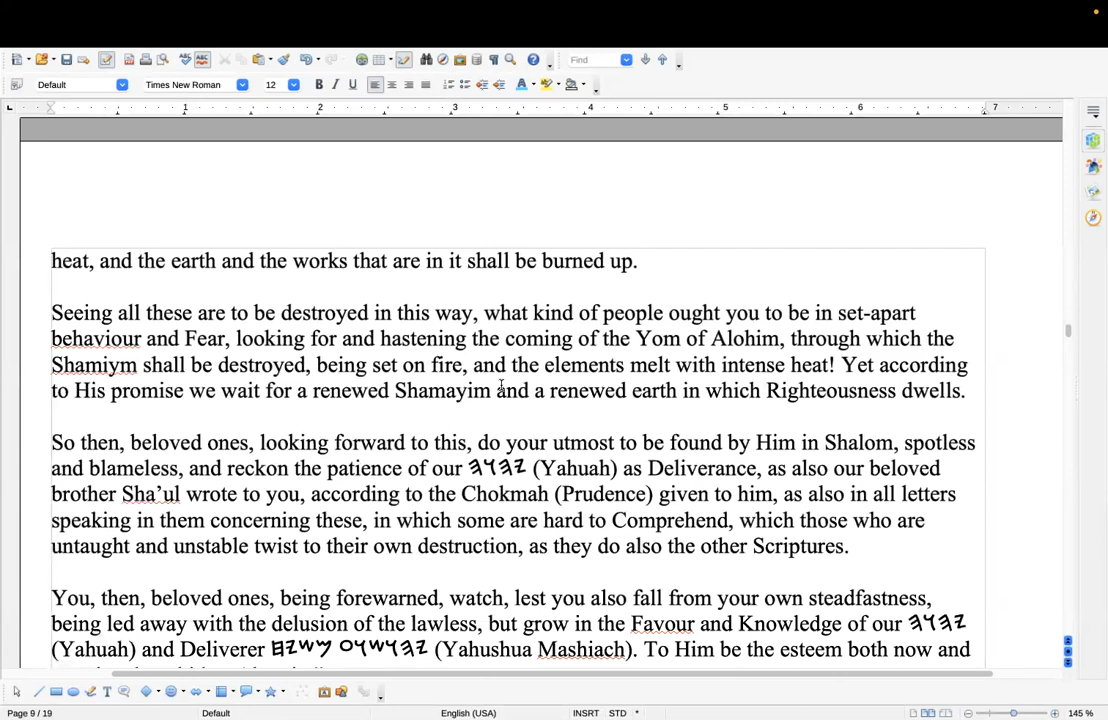 Find
Default Times New Roman 12
1 2 3 4 5 6 7
heat, and the earth and the works that are in it shall be burned up.
Seeing all these are to be destroyed in this way, what kind of people ought you to be in set-apart
behaviour and Fear, looking for and hastening the coming of the Yom of Alohim, through which the
Shamiym shall be destroyed, being set on fire, and the elements melt with intense heat! Yet according
to His promise we wait for a renewed Shamayim and a renewed earth in which Righteousness dwells.
So then, beloved ones, looking forward to this, do your utmost to be found by Him in Shalom, spotless
and blameless, and reckon the patience of our 𐤉𐤄𐤅𐤄 (Yahuah) as Deliverance, as also our beloved
brother Sha’ul wrote to you, according to the Chokmah (Prudence) given to him, as also in all letters
speaking in them concerning these, in which some are hard to Comprehend, which those who are
untaught and unstable twist to their own destruction, as they do also the other Scriptures.
You, then, beloved ones, being forewarned, watch, lest you also fall from your own steadfastness,
being led away with the delusion of the lawless, but grow in the Favour and Knowledge of our 𐤉𐤄𐤅𐤄
(Yahuah) and Deliverer 𐤉𐤄𐤅𐤔𐤅𐤏 𐤌𐤔𐤉𐤇 (Yahushua Mashiach). To Him be the esteem both now and
Page 9 / 19 Default English (USA) INSRT STD * 145 %